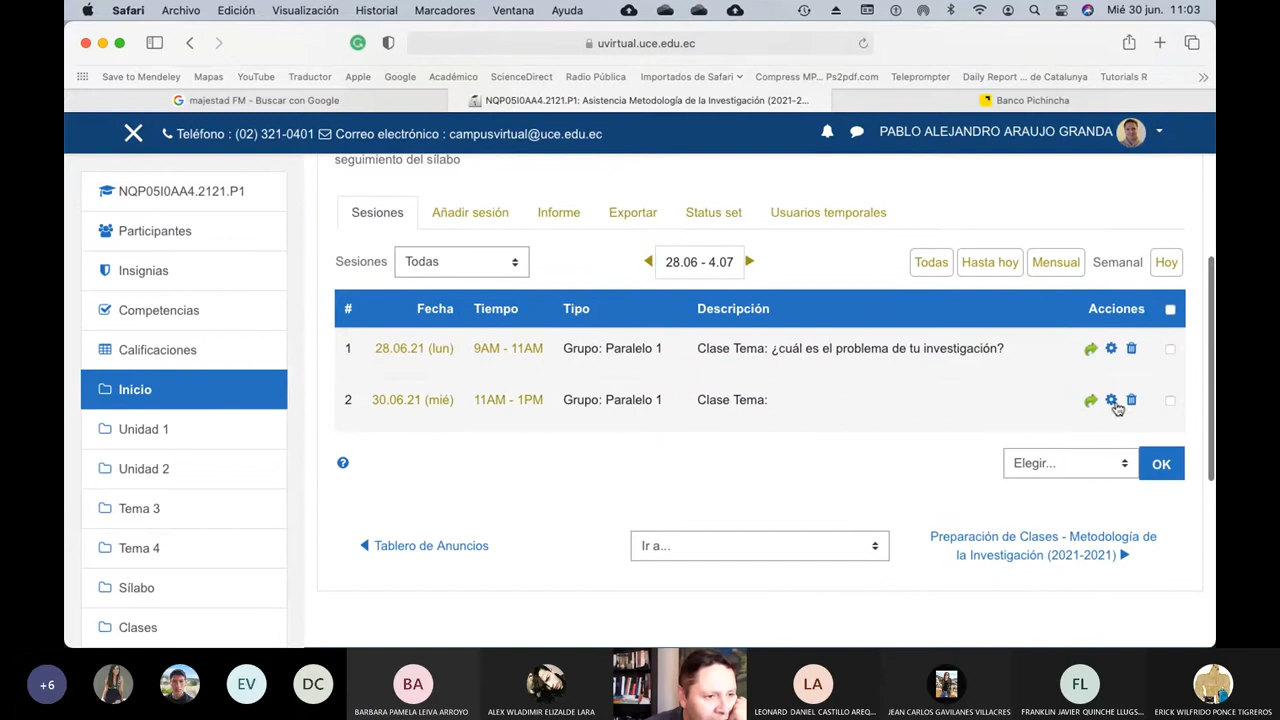 Safari Archivo Edición Visualización Historial Marcadores Ventana Ayuda Mié 30 jun. 11:03
uvirtual.uce.edu.ec
Save to Mendeley Mapas YouTube Traductor Apple Google Académico ScienceDirect Radio Pública Importados de Safari Compress MP... Ps2pdf.com Teleprompter Daily Report ... de Catalunya Tutorials R
majestad FM - Buscar con Google NQP05I0AA4.2121.P1: Asistencia Metodología de la Investigación (2021-2... Banco Pichincha
Teléfono : (02) 321-0401 Correo electrónico : campusvirtual@uce.edu.ec PABLO ALEJANDRO ARAUJO GRANDA
seguimiento del sílabo
NQP05I0AA4.2121.P1
Participantes
Insignias
Competencias
Calificaciones
Inicio
Unidad 1
Unidad 2
Tema 3
Tema 4
Sílabo
Clases
Sesiones Añadir sesión Informe Exportar Status set Usuarios temporales
Sesiones Todas 28.06 - 4.07 Todas Hasta hoy Mensual Semanal Hoy
# Fecha Tiempo Tipo Descripción Acciones
1 28.06.21 (lun) 9AM - 11AM Grupo: Paralelo 1 Clase Tema: ¿cuál es el problema de tu investigación?
2 30.06.21 (mié) 11AM - 1PM Grupo: Paralelo 1 Clase Tema:
Elegir... OK
Tablero de Anuncios Ir a... Preparación de Clases - Metodología de
la Investigación (2021-2021)
+6 EV DC BA LA FL
BARBARA PAMELA LEIVA ARROYO ALEX WLADIMIR ELIZALDE LARA LEONARD DANIEL CASTILLO AREQ... JEAN CARLOS GAVILANES VILLACRES FRANKLIN JAVIER QUINCHE LLUGS... ERICK WILFRIDO PONCE TIGREROS